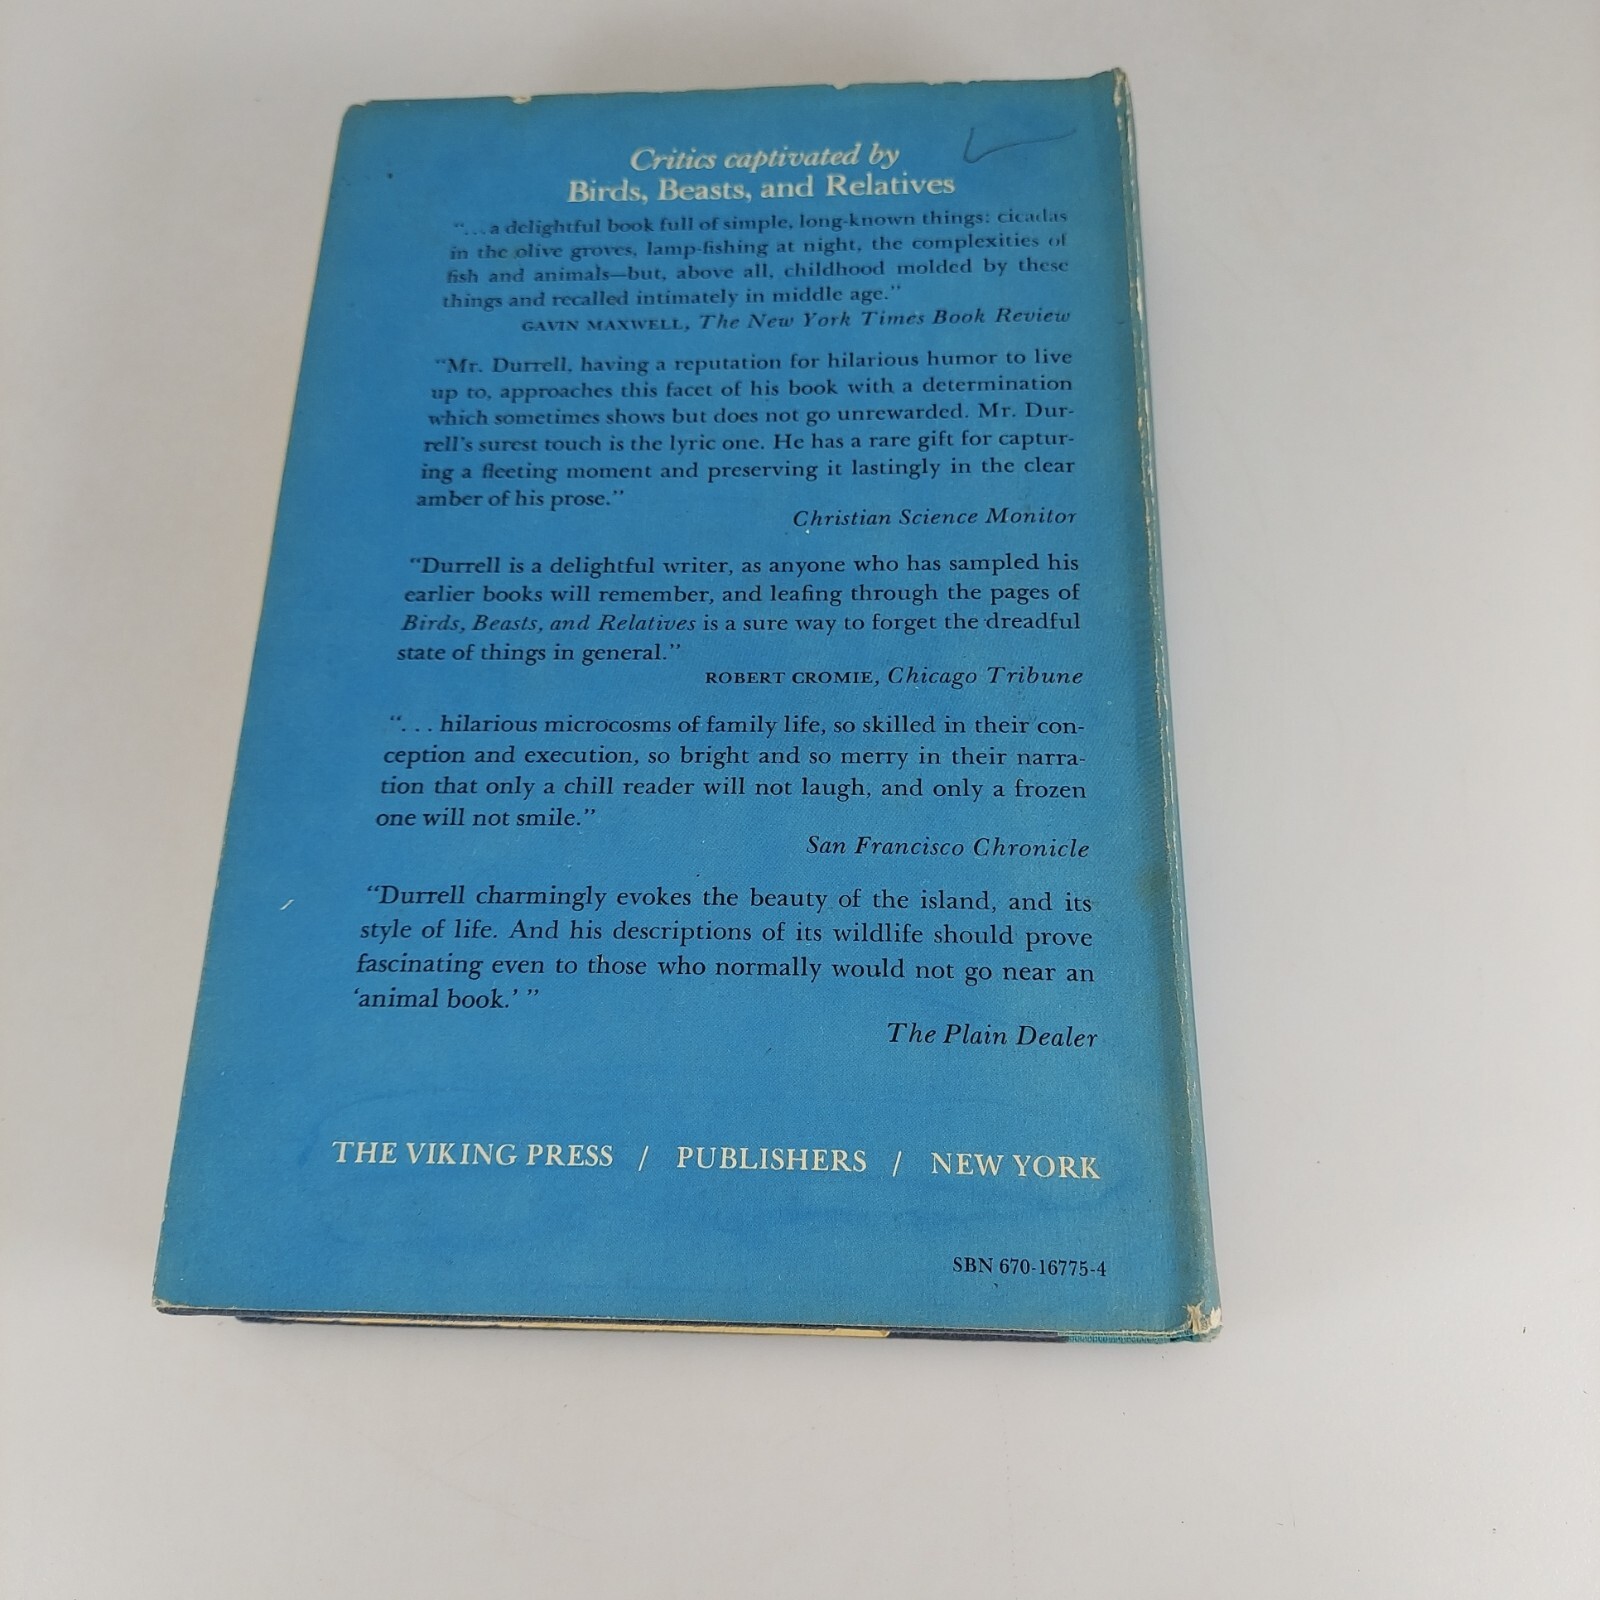 Critics captivated by
Birds, Beasts, and Relatives
"...a delightful book full of simple, long-known things: cicadas
in the olive groves, lamp-fishing at night, the complexities of
fish and animals—but, above all, childhood molded by these
things and recalled intimately in middle age."
GAVIN MAXWELL, The New York Times Book Review
"Mr. Durrell, having a reputation for hilarious humor to live
up to, approaches this facet of his book with a determination
which sometimes shows but does not go unrewarded. Mr. Dur-
rell's surest touch is the lyric one. He has a rare gift for captur-
ing a fleeting moment and preserving it lastingly in the clear
amber of his prose."
Christian Science Monitor
"Durrell is a delightful writer, as anyone who has sampled his
earlier books will remember, and leafing through the pages of
Birds, Beasts, and Relatives is a sure way to forget the dreadful
state of things in general."
ROBERT CROMIE, Chicago Tribune
". . . hilarious microcosms of family life, so skilled in their con-
ception and execution, so bright and so merry in their narra-
tion that only a chill reader will not laugh, and only a frozen
one will not smile."
San Francisco Chronicle
"Durrell charmingly evokes the beauty of the island, and its
style of life. And his descriptions of its wildlife should prove
fascinating even to those who normally would not go near an
'animal book.' "
The Plain Dealer
THE VIKING PRESS / PUBLISHERS / NEW YORK
SBN 670-16775-4